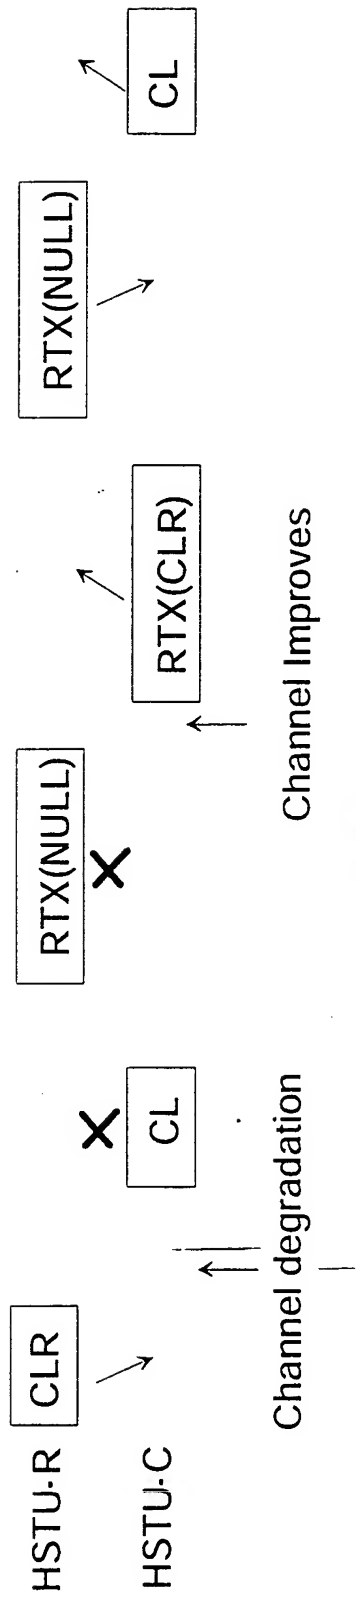 HSTU-R CLR RTX(NULL) RTX(NULL)
HSTU-C CL RTX(CLR) CL
Channel degradation Channel Improves